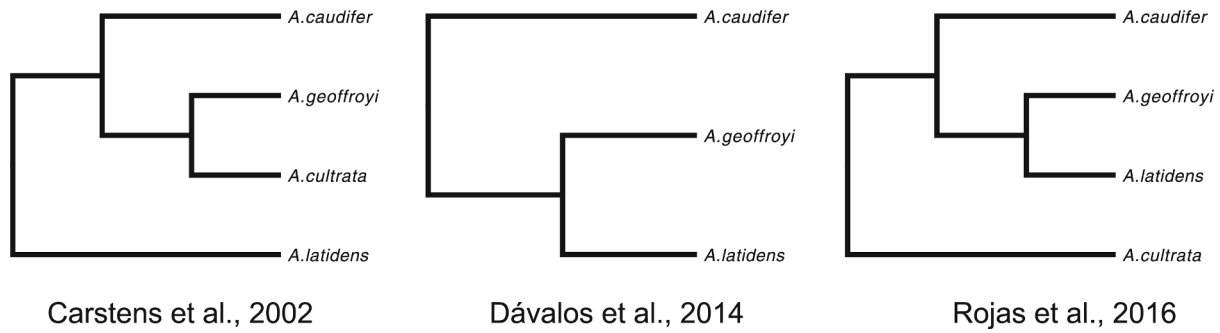 A.caudifer
A.geoffroyi
A.cultrata
A.latidens
Carstens et al., 2002
A.caudifer
A.geoffroyi
A.latidens
Dávalos et al., 2014
A.caudifer
A.geoffroyi
A.latidens
A.cultrata
Rojas et al., 2016